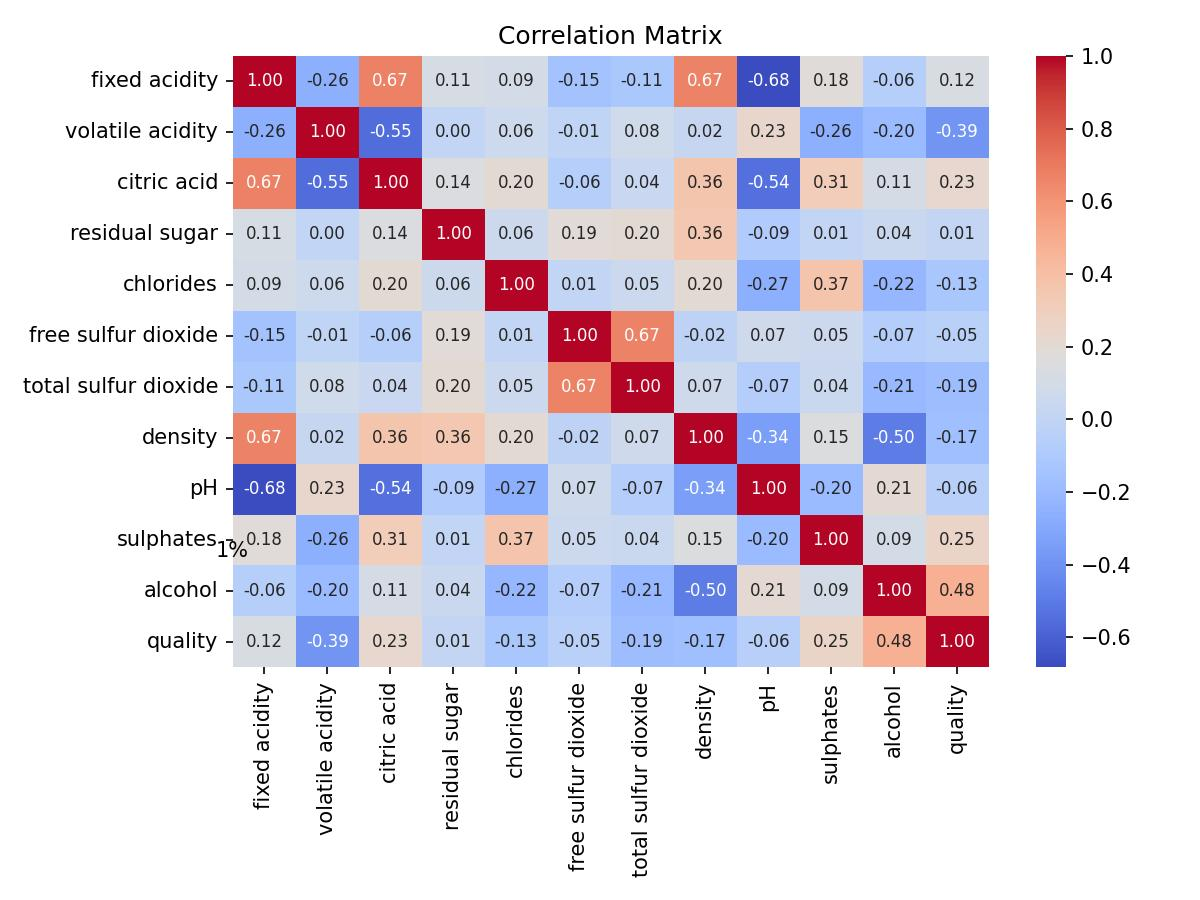 Correlation Matrix
fixed acidity 1.00 -0.26 0.67 0.11 0.09 -0.15 -0.11 0.67 -0.68 0.18 -0.06 0.12
volatile acidity -0.26 1.00 -0.55 0.00 0.06 -0.01 0.08 0.02 0.23 -0.26 -0.20 -0.39
citric acid 0.67 -0.55 1.00 0.14 0.20 -0.06 0.04 0.36 -0.54 0.31 0.11 0.23
residual sugar 0.11 0.00 0.14 1.00 0.06 0.19 0.20 0.36 -0.09 0.01 0.04 0.01
chlorides 0.09 0.06 0.20 0.06 1.00 0.01 0.05 0.20 -0.27 0.37 -0.22 -0.13
free sulfur dioxide -0.15 -0.01 -0.06 0.19 0.01 1.00 0.67 -0.02 0.07 0.05 -0.07 -0.05
total sulfur dioxide -0.11 0.08 0.04 0.20 0.05 0.67 1.00 0.07 -0.07 0.04 -0.21 -0.19
density 0.67 0.02 0.36 0.36 0.20 -0.02 0.07 1.00 -0.34 0.15 -0.50 -0.17
pH -0.68 0.23 -0.54 -0.09 -0.27 0.07 -0.07 -0.34 1.00 -0.20 0.21 -0.06
sulphates 0.18 -0.26 0.31 0.01 0.37 0.05 0.04 0.15 -0.20 1.00 0.09 0.25
1%
alcohol -0.06 -0.20 0.11 0.04 -0.22 -0.07 -0.21 -0.50 0.21 0.09 1.00 0.48
quality 0.12 -0.39 0.23 0.01 -0.13 -0.05 -0.19 -0.17 -0.06 0.25 0.48 1.00
fixed acidity
volatile acidity
citric acid
residual sugar
chlorides
free sulfur dioxide
total sulfur dioxide
density
pH
sulphates
alcohol
quality
1.0
0.8
0.6
0.4
0.2
0.0
−0.2
−0.4
−0.6